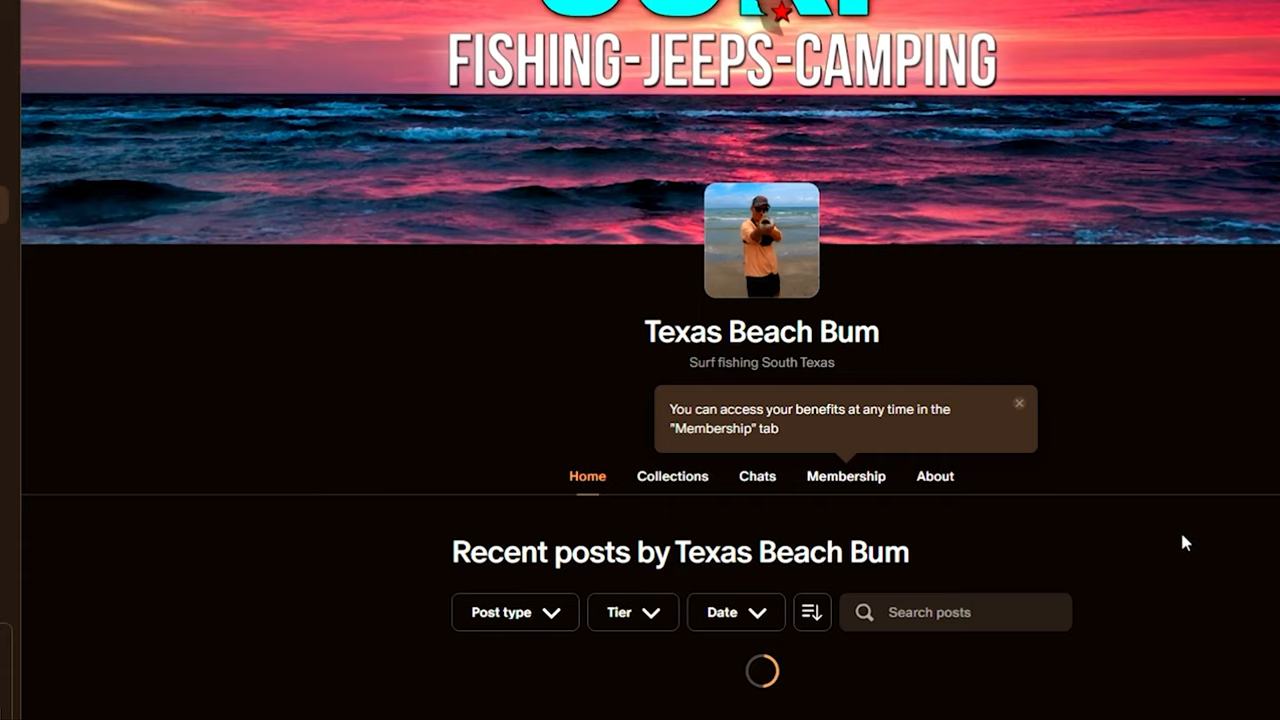 FISHING-JEEPS-CAMPING
Texas Beach Bum
Surf fishing South Texas
You can access your benefits at any time in the
"Membership" tab
Home Collections Chats Membership About
Recent posts by Texas Beach Bum
Post type Tier Date Search posts